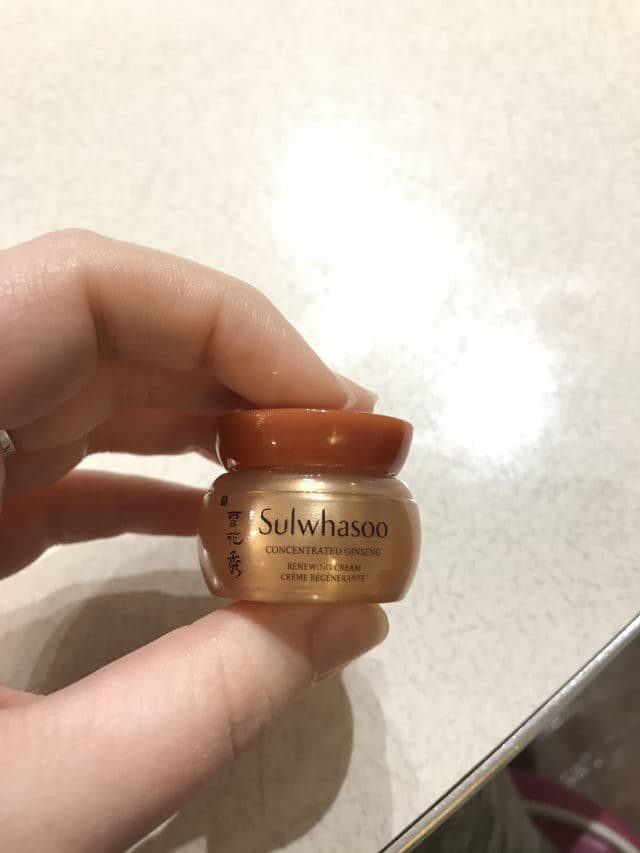 雪花秀
Sulwhasoo
CONCENTRATED GINSENG
RENEWING CREAM
CRÈME RÉGÉNÉRANTE